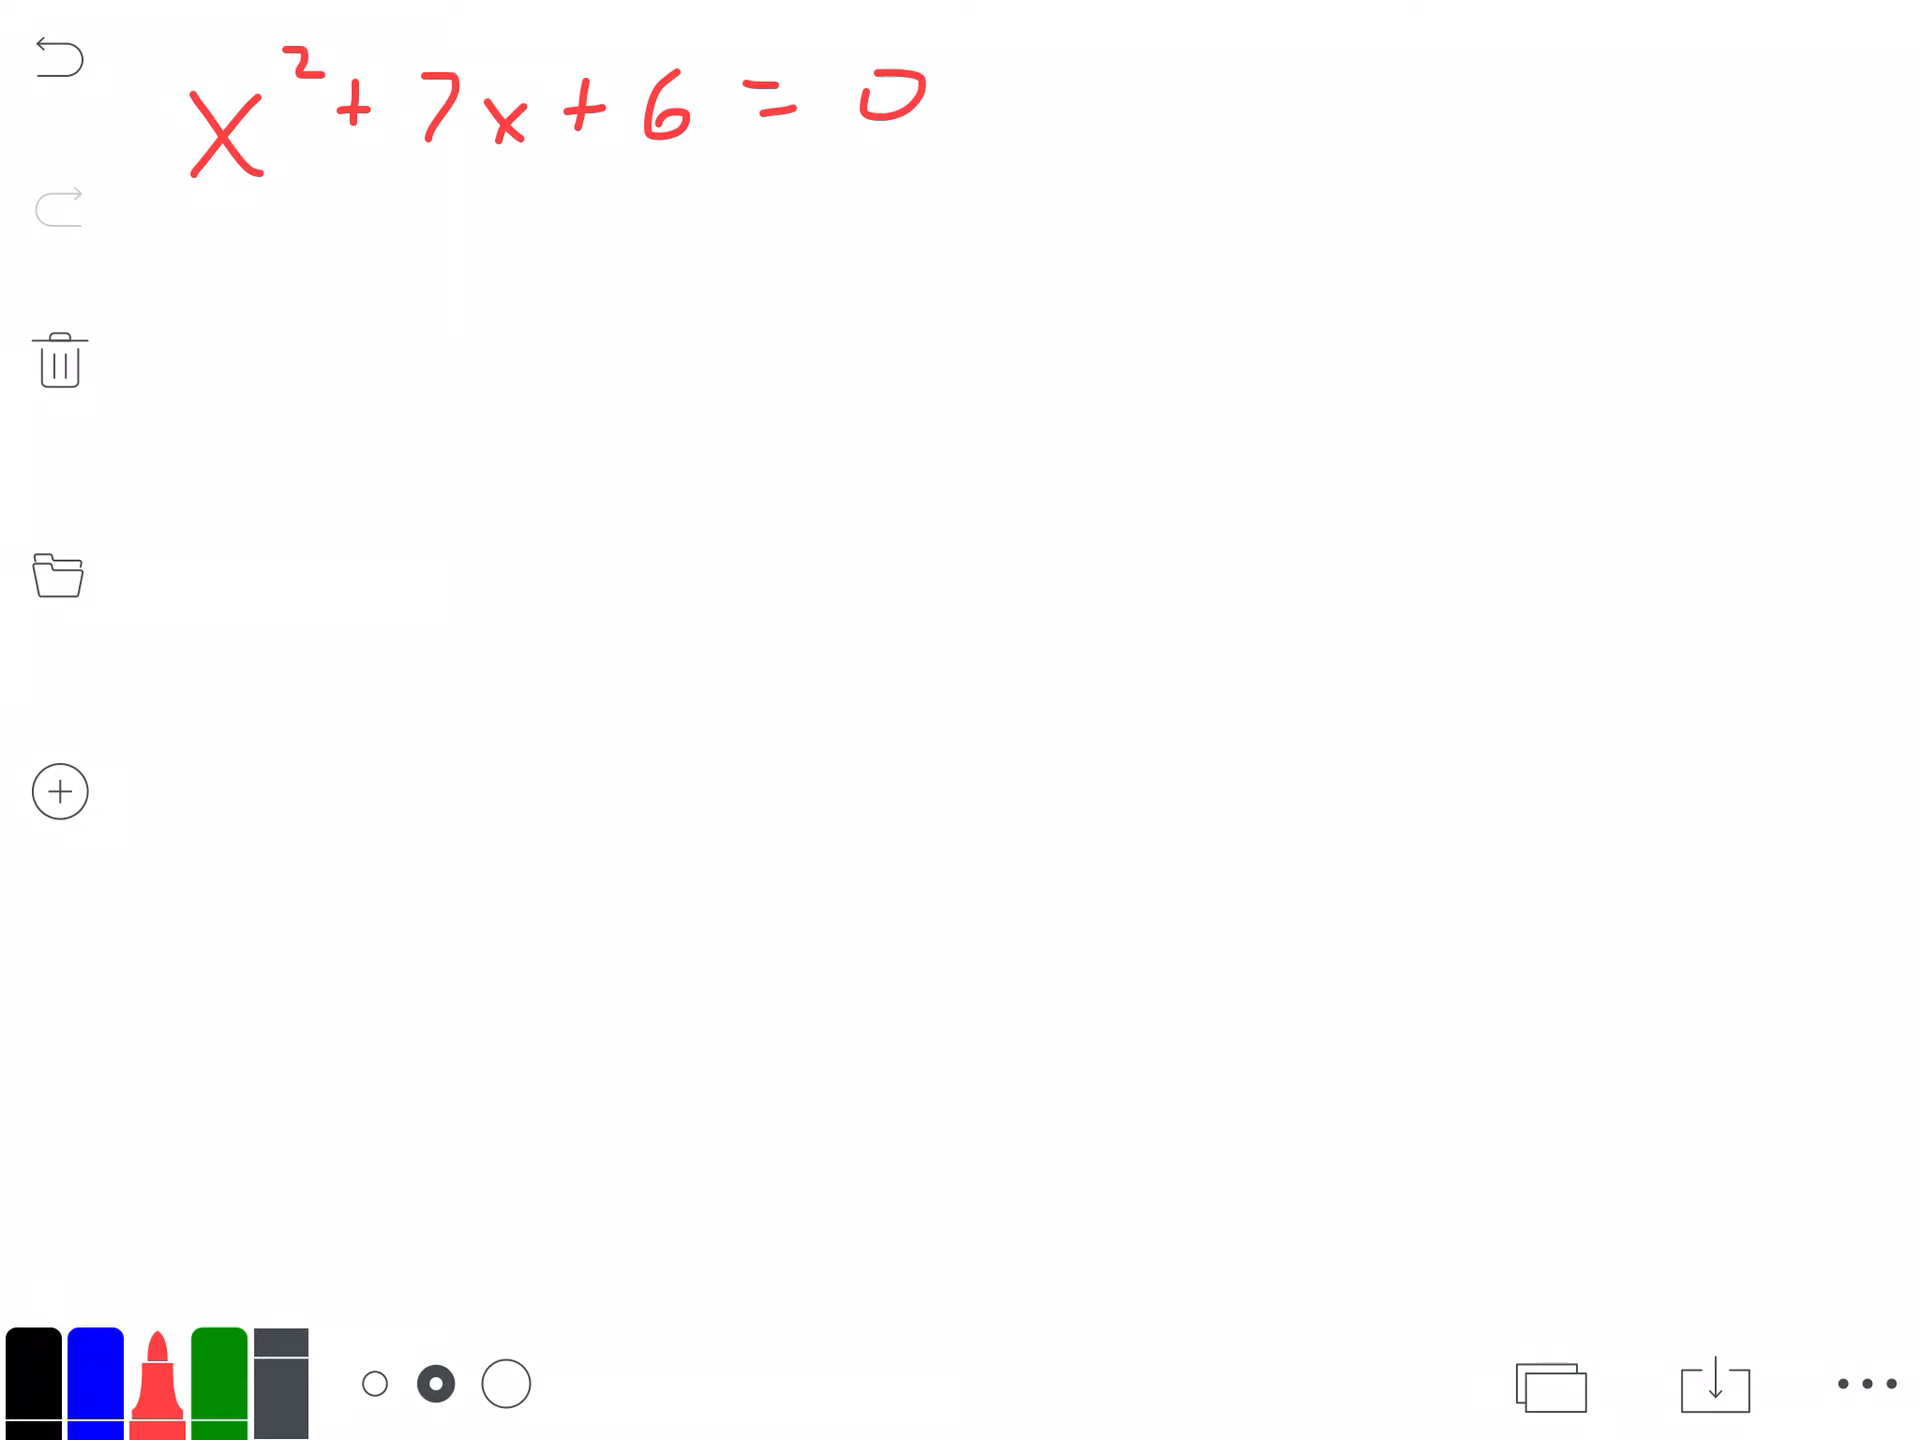 x² + 7x + 6 = 0